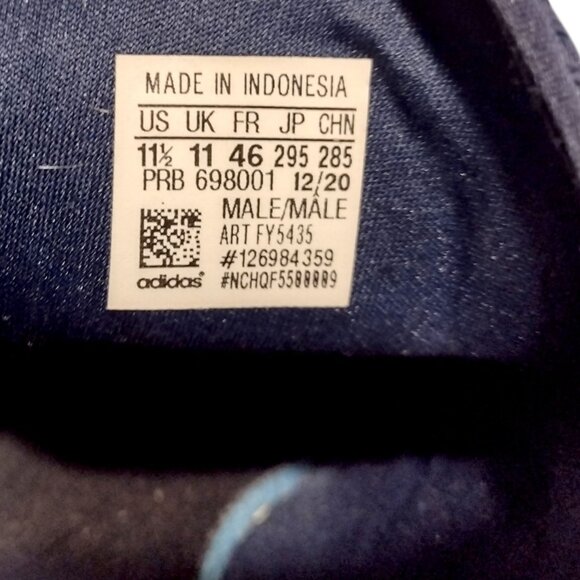 MADE IN INDONESIA
US UK FR JP CHN
11½ 11 46 295 285
PRB 698001 12/20
MALE/MÂLE
ART FY5435
#126984359
adidas® #NCHQF5500009